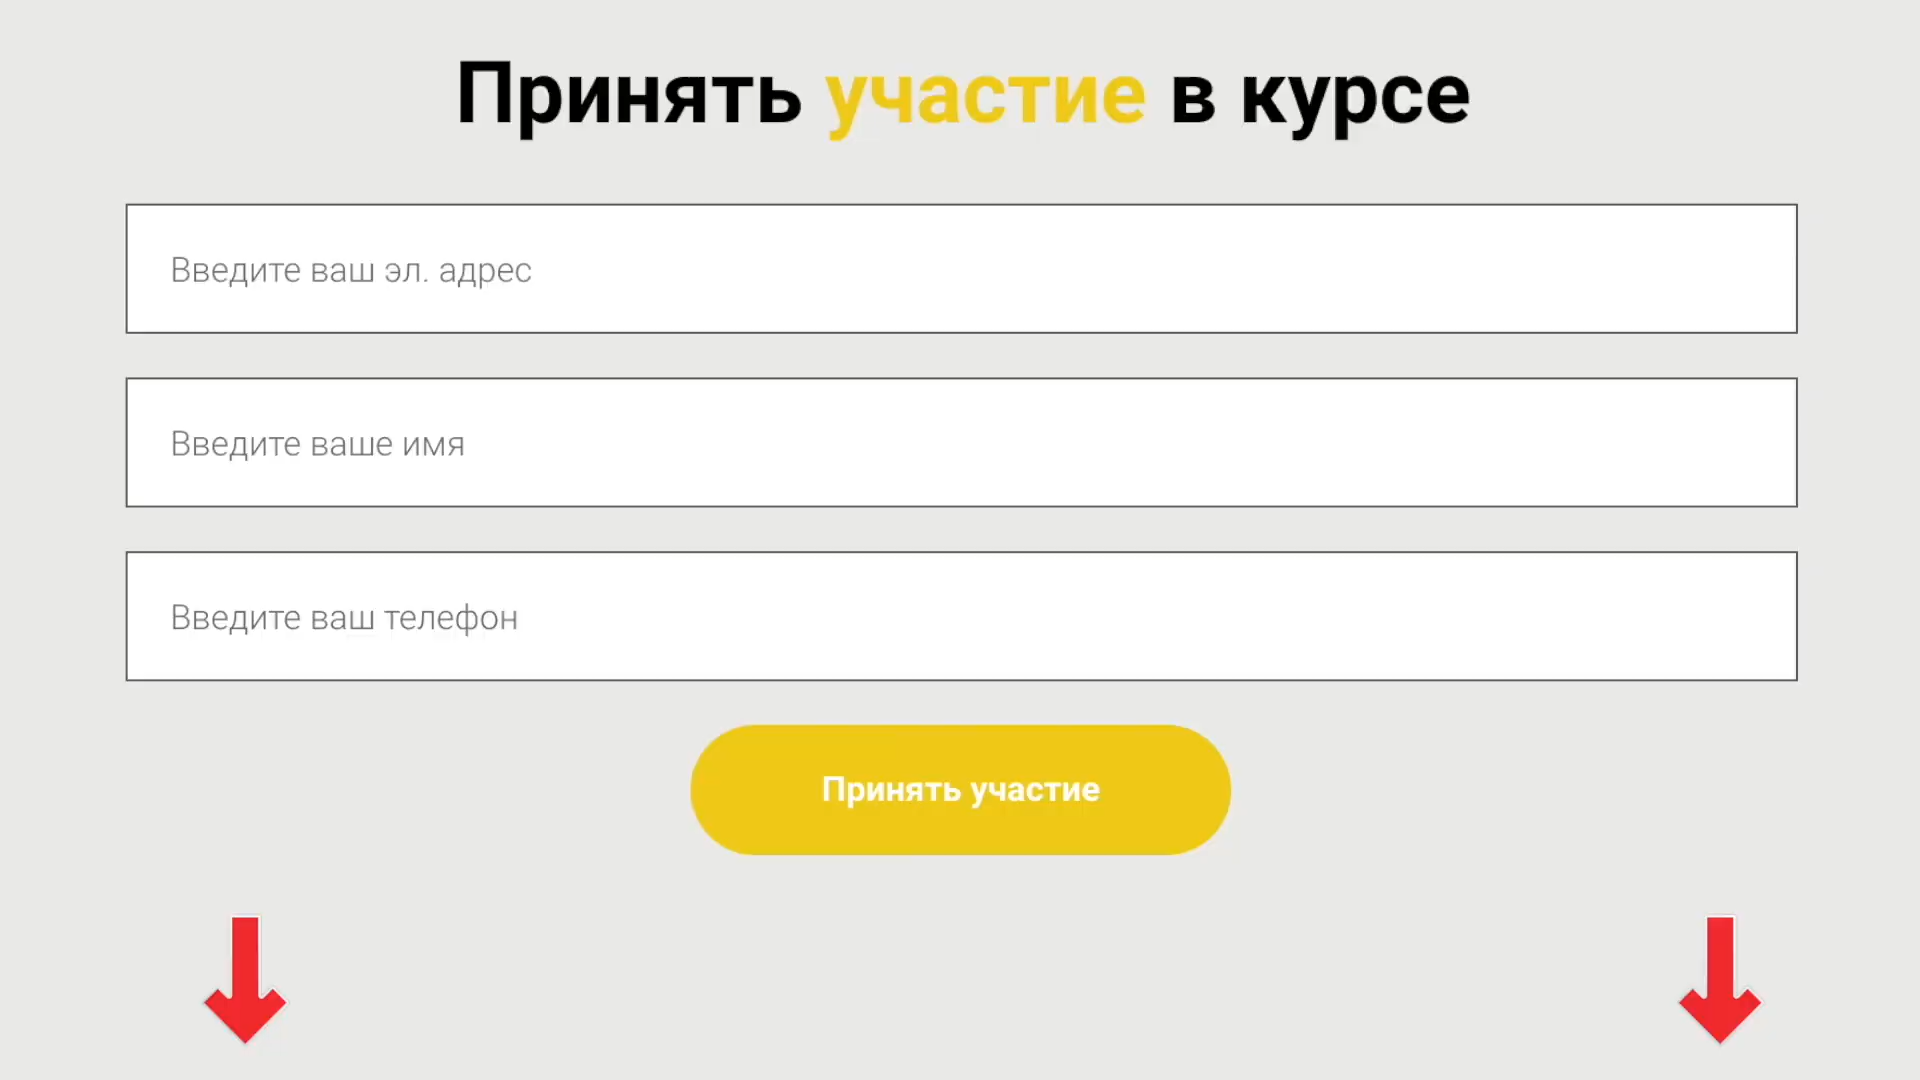 Принять участие в курсе
Введите ваш эл. адрес
Введите ваше имя
Введите ваш телефон
Принять участие